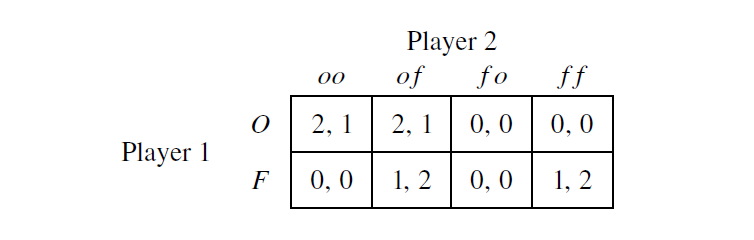 Player 2
oo of fo ff
O 2, 1 2, 1 0, 0 0, 0
Player 1
F 0, 0 1, 2 0, 0 1, 2